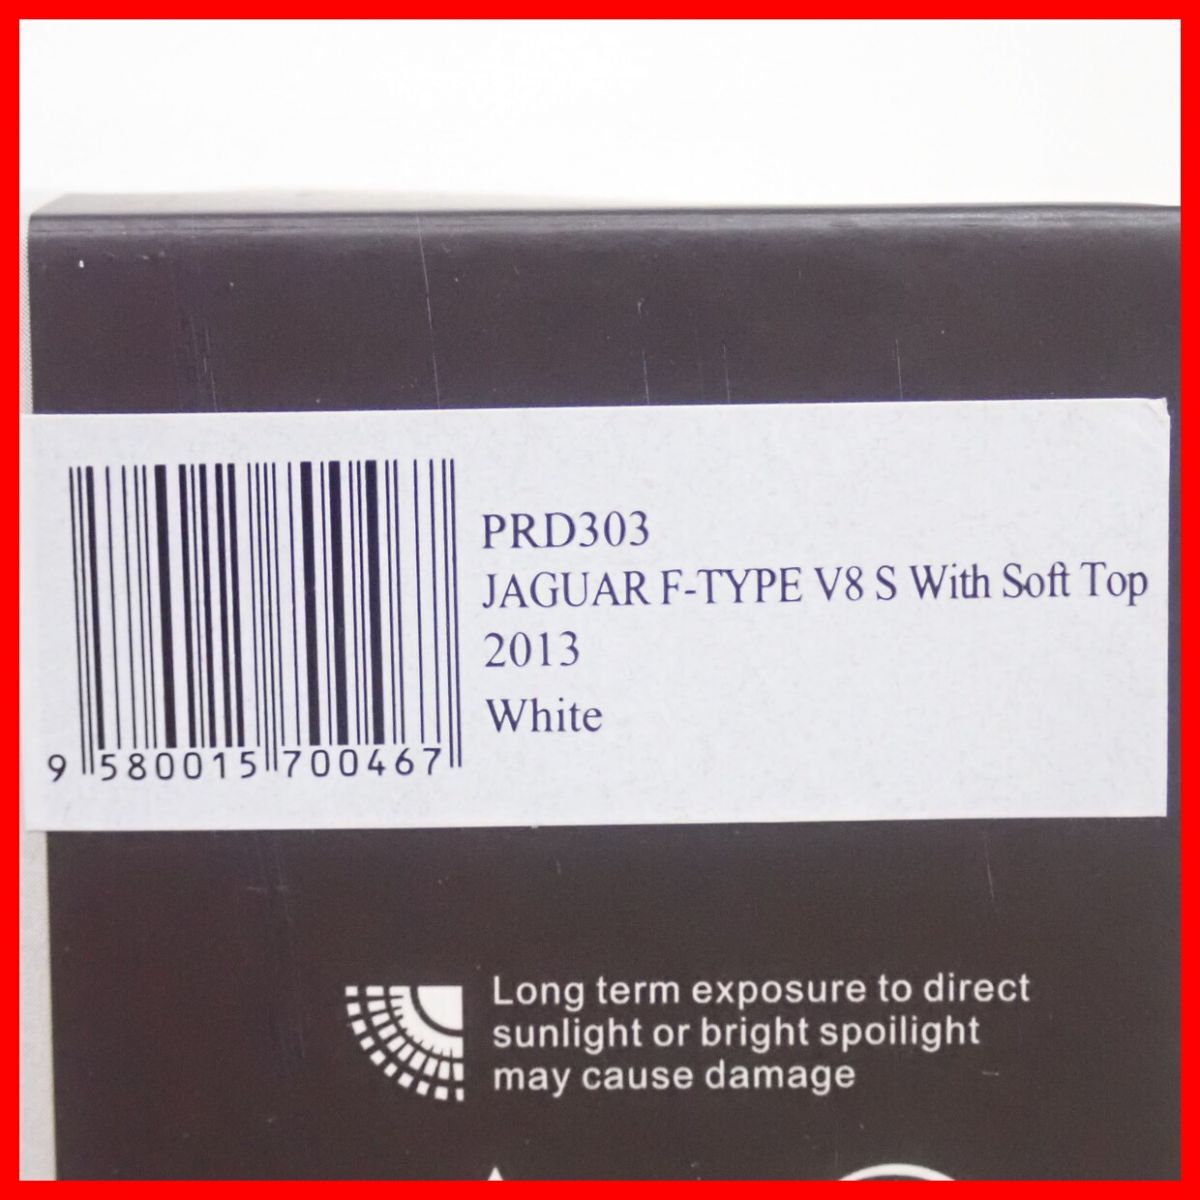 PRD303
JAGUAR F-TYPE V8 S With Soft Top
2013
White
9 580015 700467
Long term exposure to direct
sunlight or bright spoilight
may cause damage